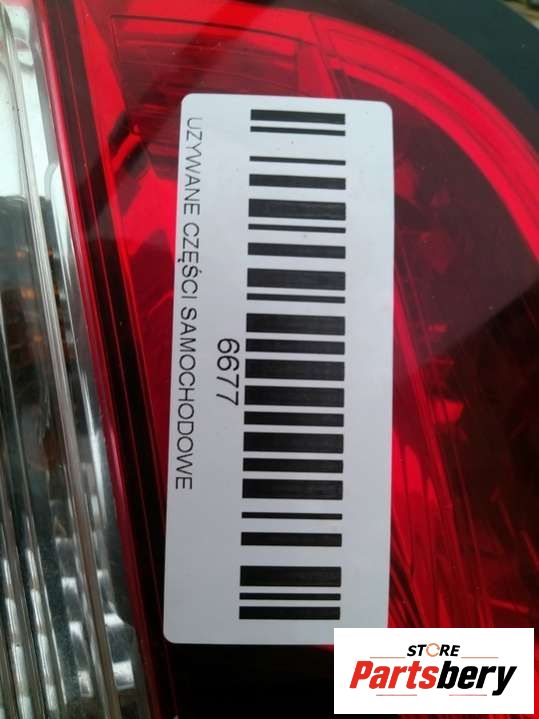 UŻYWANE CZĘŚCI SAMOCHODOWE
6677
STORE
Partsbery